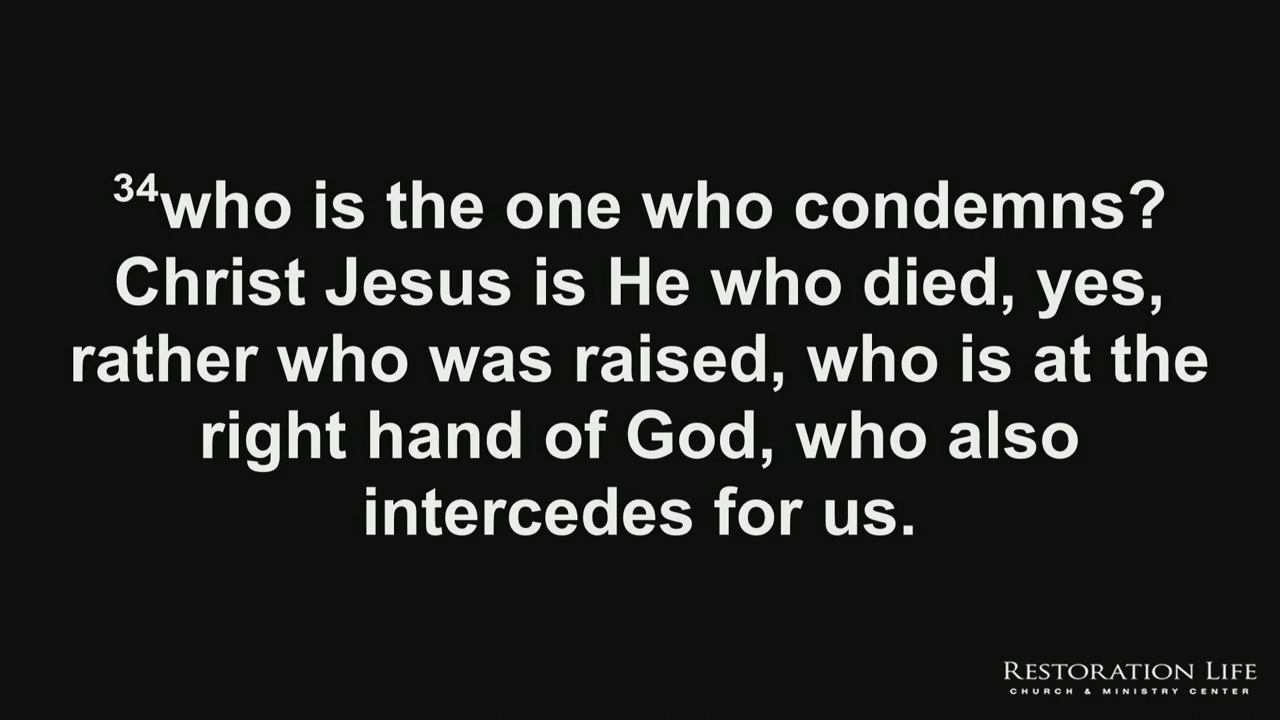 34who is the one who condemns?
Christ Jesus is He who died, yes,
rather who was raised, who is at the
right hand of God, who also
intercedes for us.
RESTORATION LIFE
CHURCH & MINISTRY CENTER